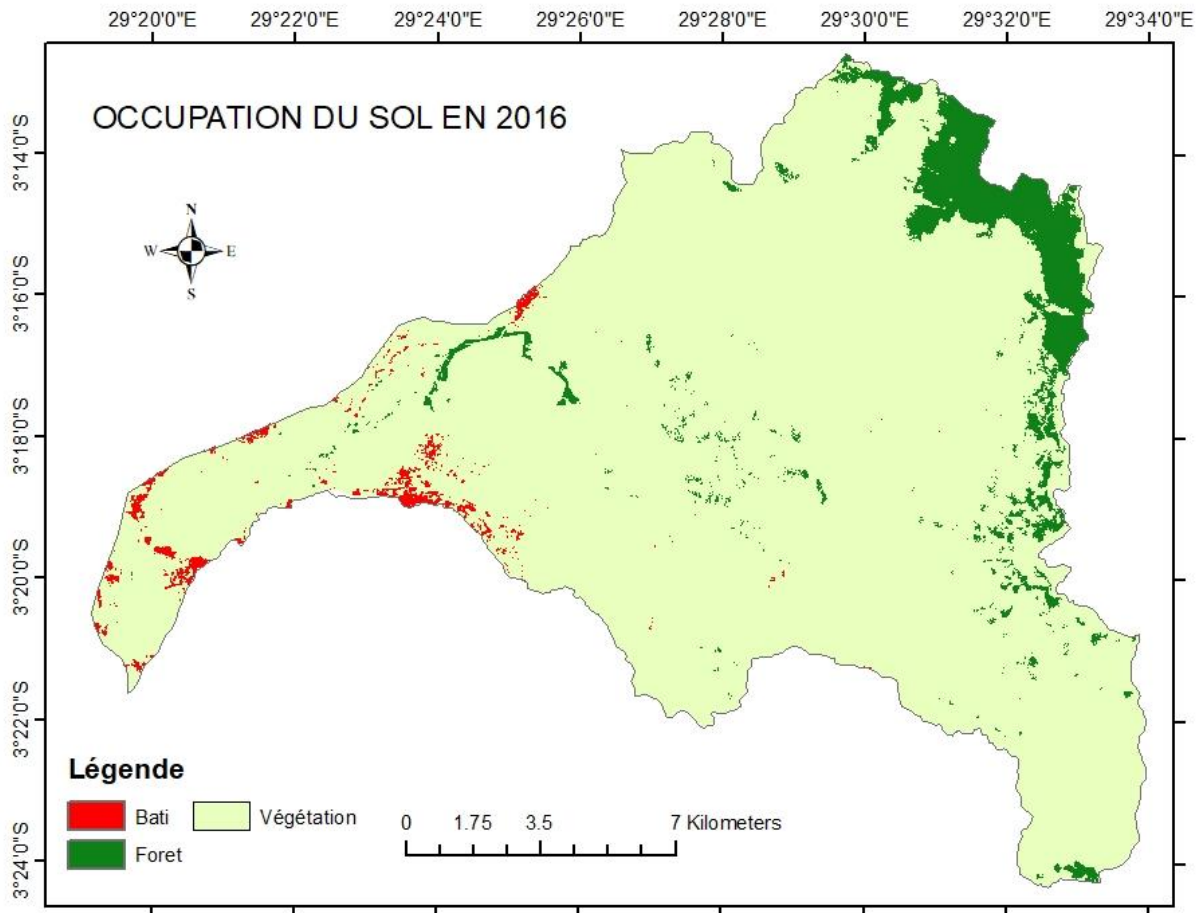 29°20'0"E 29°22'0"E 29°24'0"E 29°26'0"E 29°28'0"E 29°30'0"E 29°32'0"E 29°34'0"E
OCCUPATION DU SOL EN 2016
3°14'0"S
N
W E
S
3°16'0"S
3°18'0"S
3°20'0"S
3°22'0"S
3°24'0"S
Légende
Bati
Végétation
Foret
0 1.75 3.5 7 Kilometers